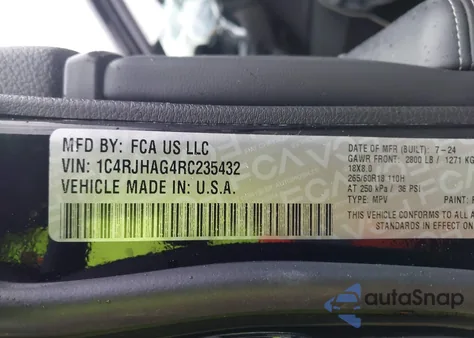 MFD BY: FCA US LLC
VIN: 1C4RJHAG4RC235432
VEHICLE MADE IN: U.S.A.
DATE OF MFR (BUILT): 7-24
GAWR FRONT: 2800 LB / 1271 KG
18X8.0
265/60R18 110H
AT 250 kPa / 36 PSI
TYPE: MPV PAINT:
THIS VEHICLE CONFORMS TO ALL
STANDARDS IN EFFECT ON
autoSnap